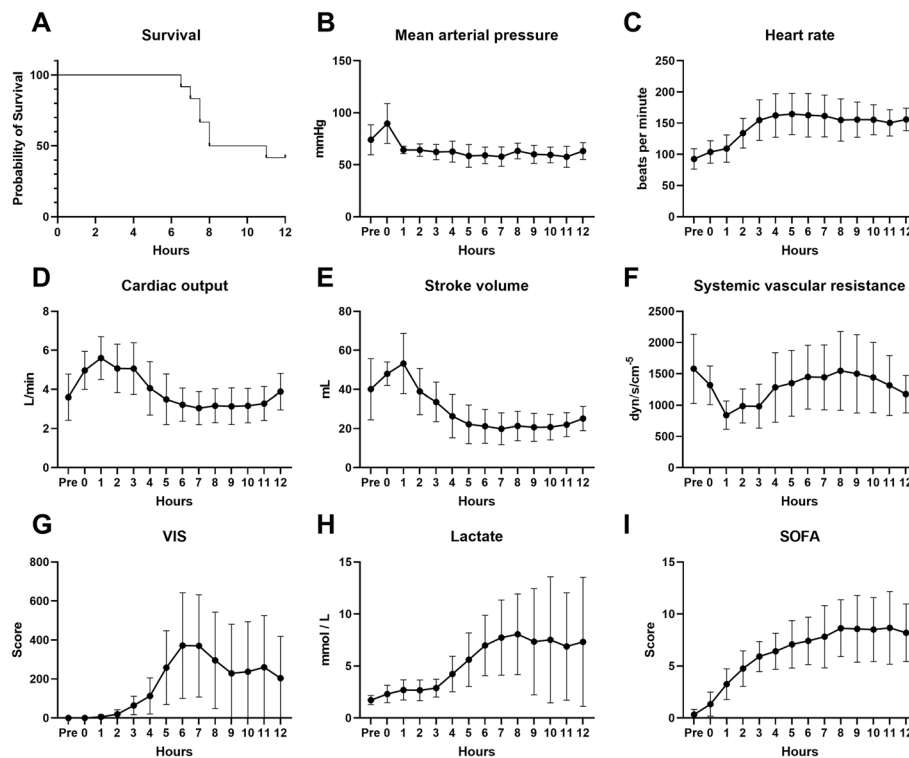 A
Survival
Probability of Survival
100
50
0
0 2 4 6 8 10 12
Hours
B
Mean arterial pressure
mmHg
150
100
50
0
Pre 0 1 2 3 4 5 6 7 8 9 10 11 12
Hours
C
Heart rate
beats per minute
250
200
150
100
50
0
Pre 0 1 2 3 4 5 6 7 8 9 10 11 12
Hours
D
Cardiac output
L/min
8
6
4
2
0
Pre 0 1 2 3 4 5 6 7 8 9 10 11 12
Hours
E
Stroke volume
mL
80
60
40
20
0
Pre 0 1 2 3 4 5 6 7 8 9 10 11 12
Hours
F
Systemic vascular resistance
dyn/s/cm-5
2500
2000
1500
1000
500
0
Pre 0 1 2 3 4 5 6 7 8 9 10 11 12
Hours
G
VIS
Score
800
600
400
200
0
Pre 0 1 2 3 4 5 6 7 8 9 10 11 12
Hours
H
Lactate
mmol / L
15
10
5
0
Pre 0 1 2 3 4 5 6 7 8 9 10 11 12
Hours
I
SOFA
Score
15
10
5
0
Pre 0 1 2 3 4 5 6 7 8 9 10 11 12
Hours